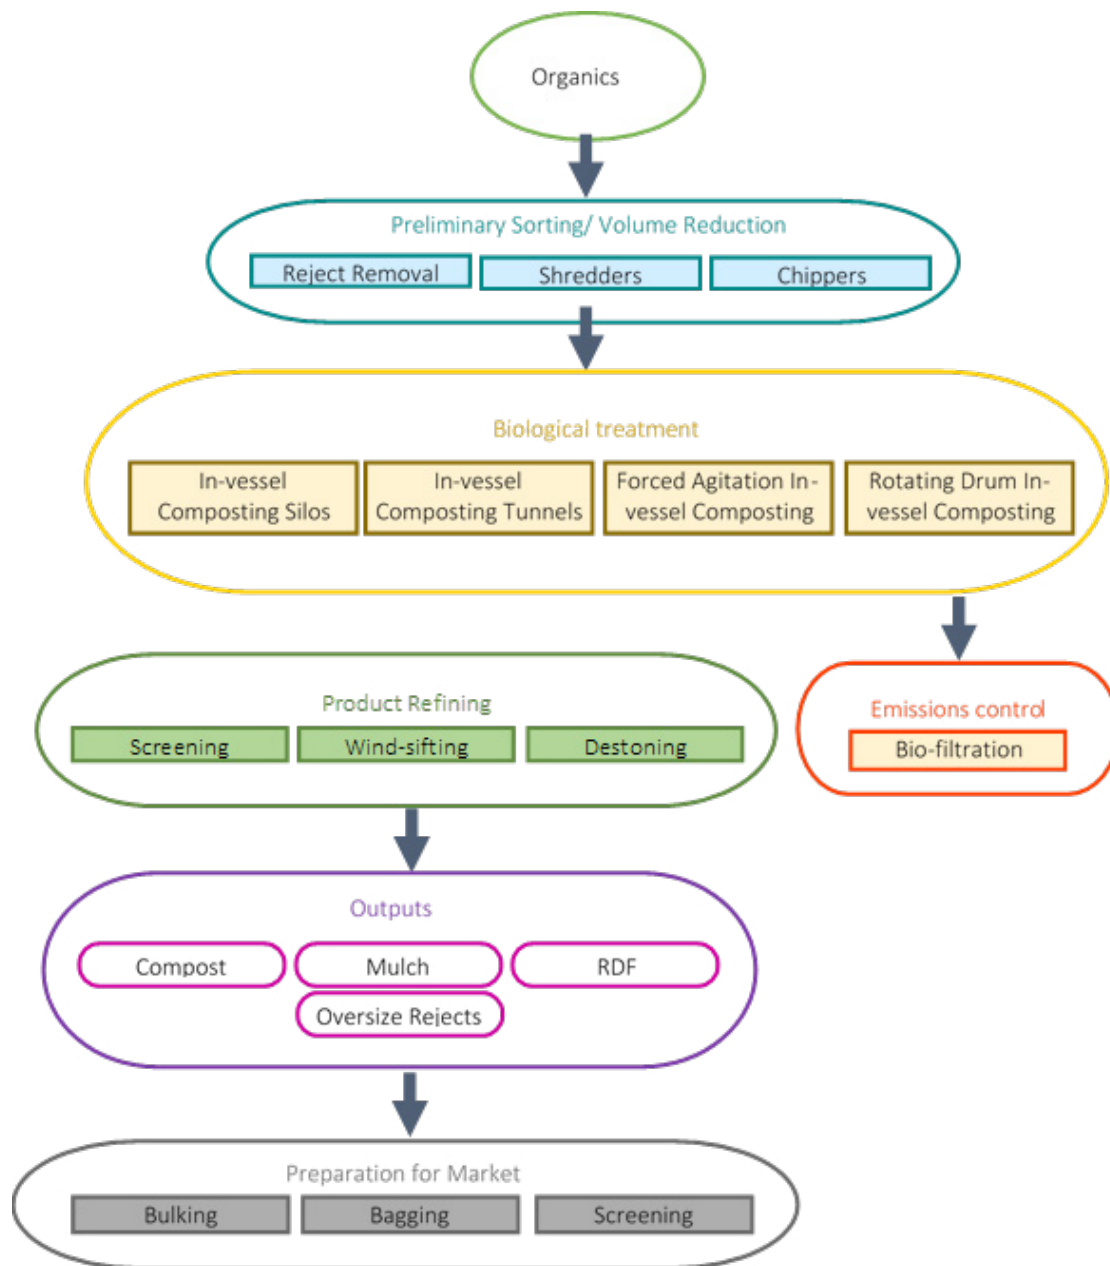 Organics
Preliminary Sorting/ Volume Reduction
Reject Removal
Shredders
Chippers
Biological treatment
In-vessel
Composting Silos
In-vessel
Composting Tunnels
Forced Agitation In-
vessel Composting
Rotating Drum In-
vessel Composting
Product Refining
Screening
Wind-sifting
Destoning
Emissions control
Bio-filtration
Outputs
Compost
Mulch
RDF
Oversize Rejects
Preparation for Market
Bulking
Bagging
Screening